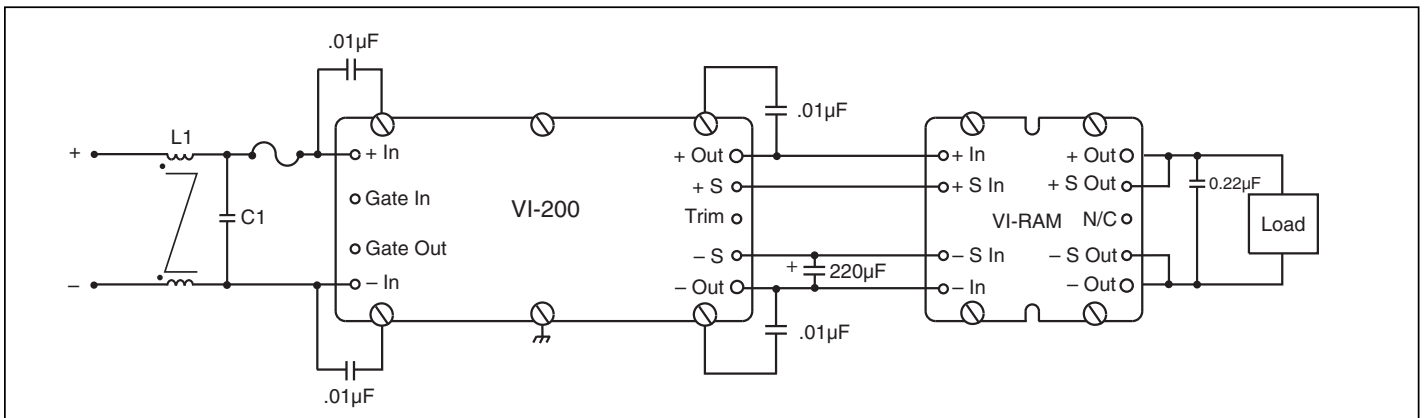 .01µF
L1
+
C1
–
.01µF
+ In
Gate In
Gate Out
– In
VI-200
+ Out
+ S
Trim
– S
– Out
.01µF
+
220µF
.01µF
+ In
+ S In
– S In
– In
VI-RAM
+ Out
+ S Out
N/C
– S Out
– Out
0.22µF
Load